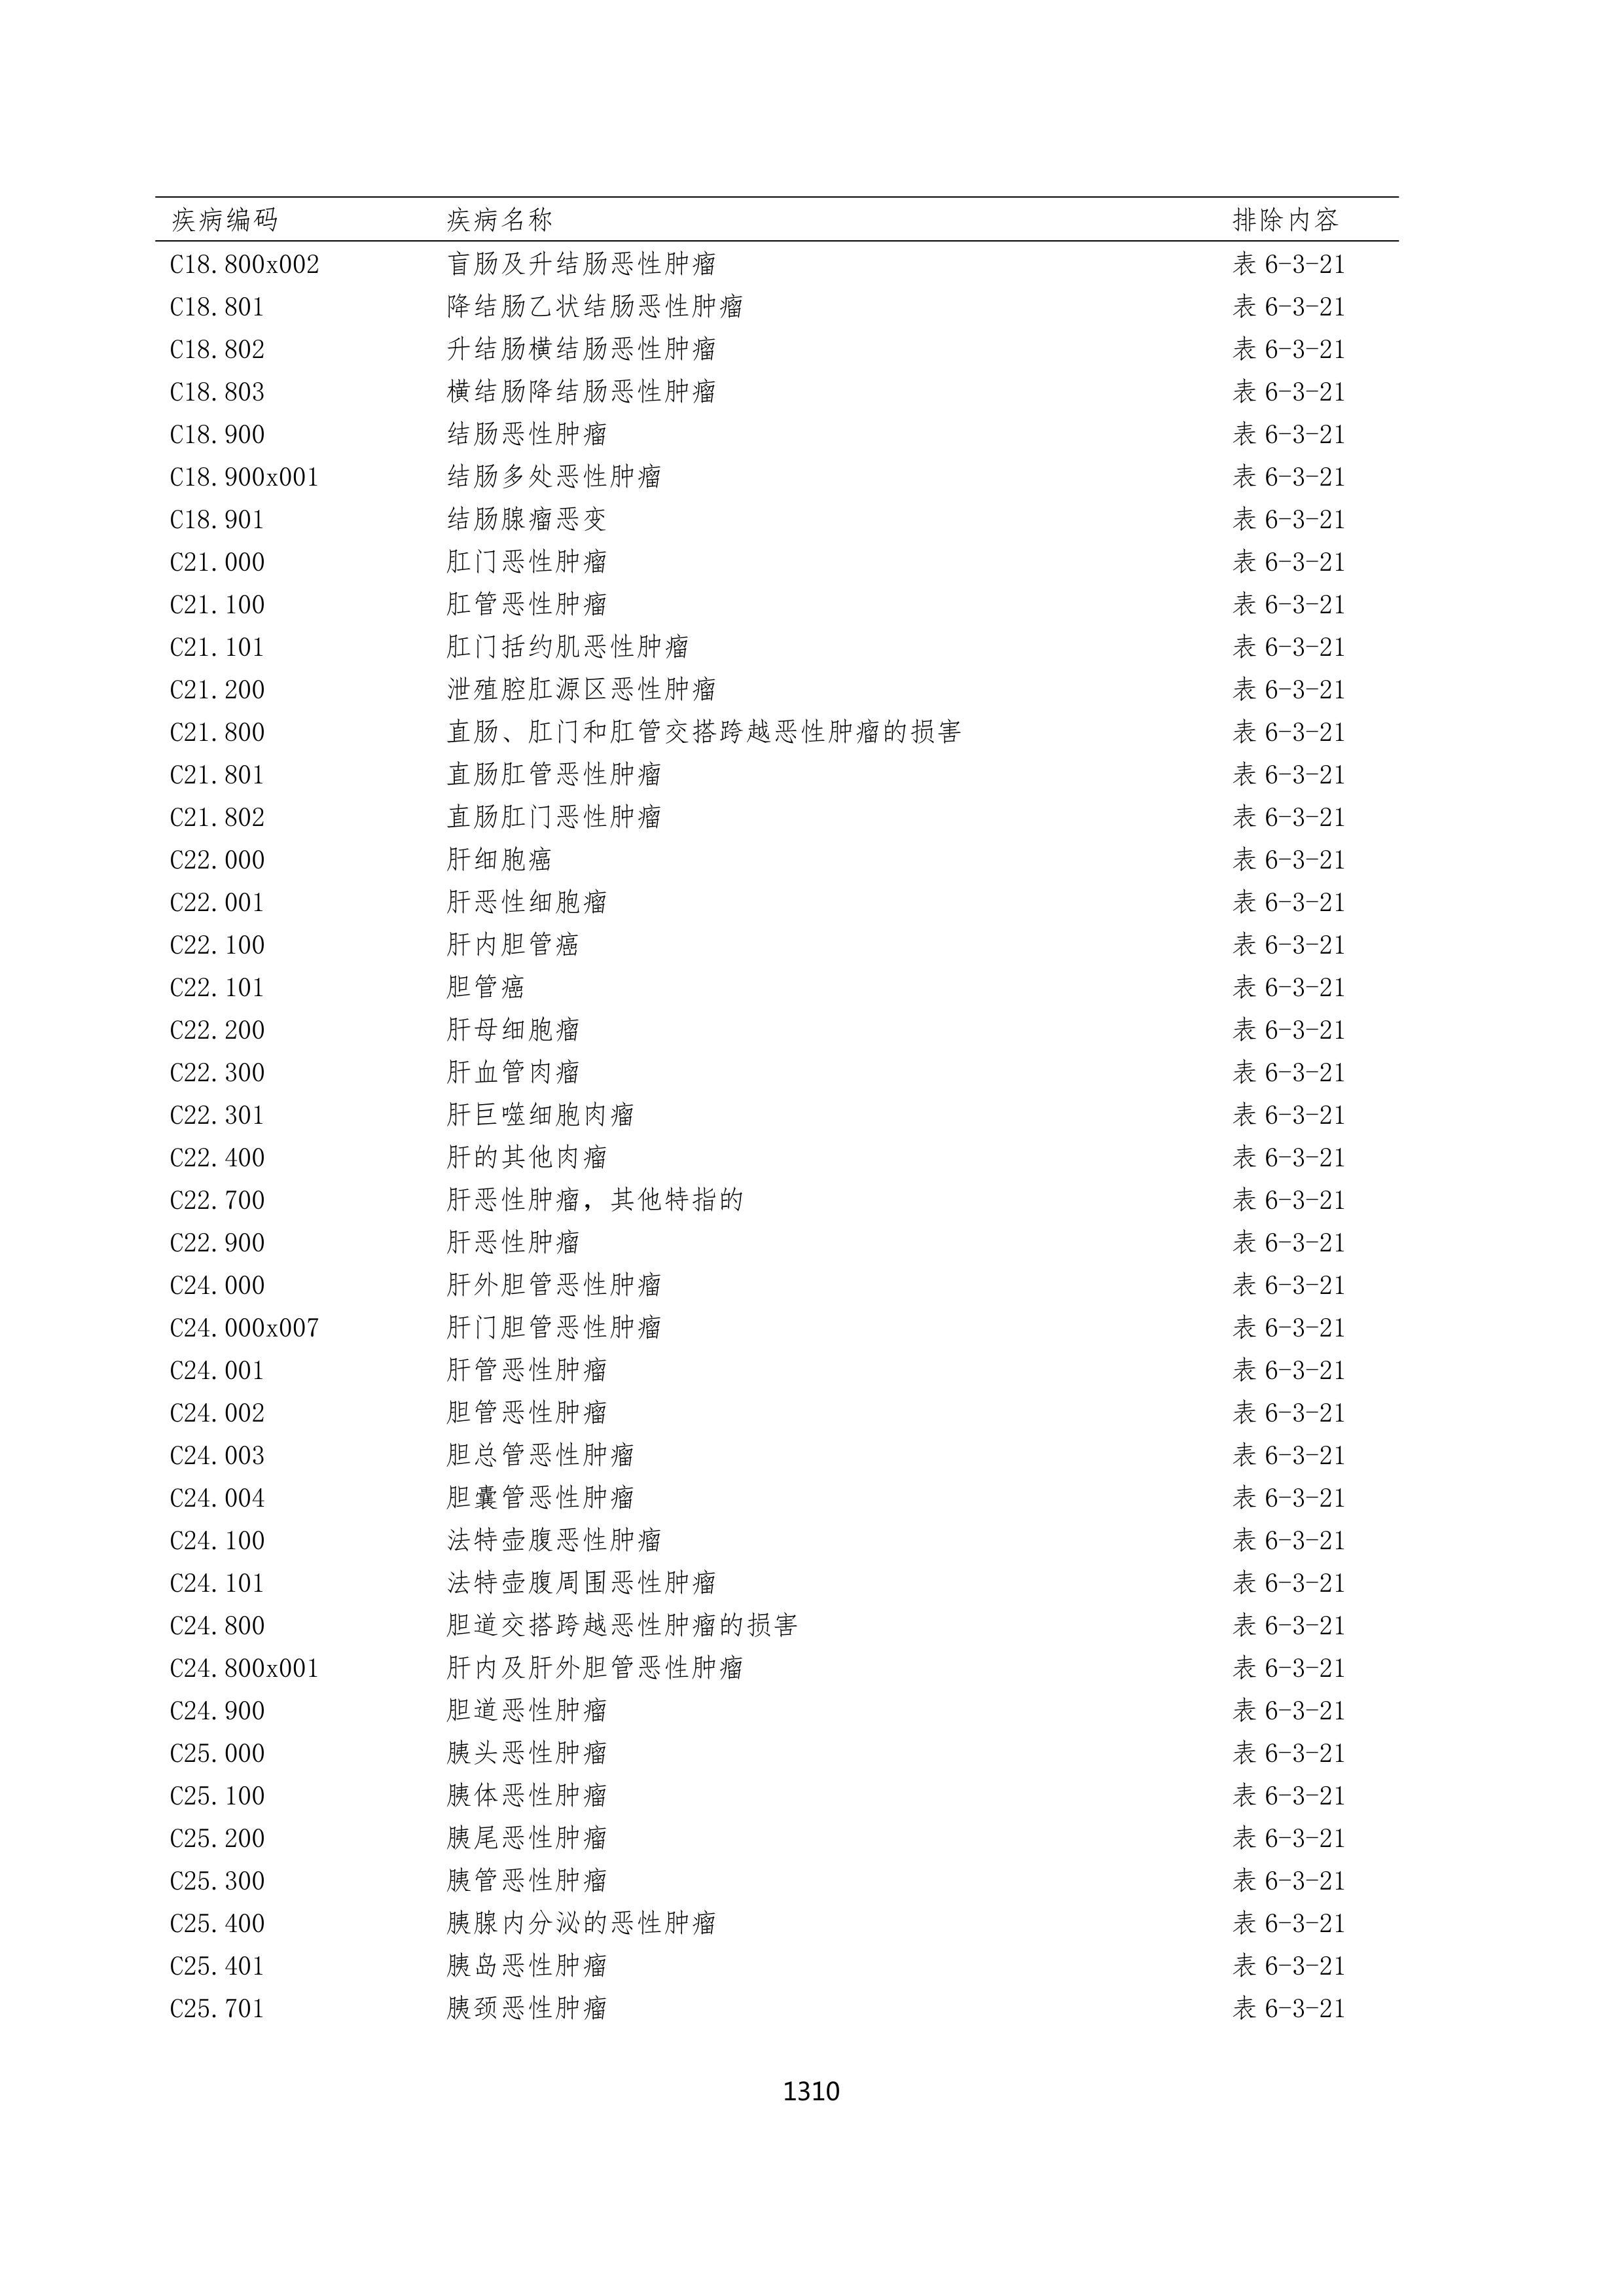 疾病编码 疾病名称 排除内容
C18.800x002 盲肠及升结肠恶性肿瘤 表 6-3-21
C18.801 降结肠乙状结肠恶性肿瘤 表 6-3-21
C18.802 升结肠横结肠恶性肿瘤 表 6-3-21
C18.803 横结肠降结肠恶性肿瘤 表 6-3-21
C18.900 结肠恶性肿瘤 表 6-3-21
C18.900x001 结肠多处恶性肿瘤 表 6-3-21
C18.901 结肠腺瘤恶变 表 6-3-21
C21.000 肛门恶性肿瘤 表 6-3-21
C21.100 肛管恶性肿瘤 表 6-3-21
C21.101 肛门括约肌恶性肿瘤 表 6-3-21
C21.200 泄殖腔肛源区恶性肿瘤 表 6-3-21
C21.800 直肠、肛门和肛管交搭跨越恶性肿瘤的损害 表 6-3-21
C21.801 直肠肛管恶性肿瘤 表 6-3-21
C21.802 直肠肛门恶性肿瘤 表 6-3-21
C22.000 肝细胞癌 表 6-3-21
C22.001 肝恶性细胞瘤 表 6-3-21
C22.100 肝内胆管癌 表 6-3-21
C22.101 胆管癌 表 6-3-21
C22.200 肝母细胞瘤 表 6-3-21
C22.300 肝血管肉瘤 表 6-3-21
C22.301 肝巨噬细胞肉瘤 表 6-3-21
C22.400 肝的其他肉瘤 表 6-3-21
C22.700 肝恶性肿瘤，其他特指的 表 6-3-21
C22.900 肝恶性肿瘤 表 6-3-21
C24.000 肝外胆管恶性肿瘤 表 6-3-21
C24.000x007 肝门胆管恶性肿瘤 表 6-3-21
C24.001 肝管恶性肿瘤 表 6-3-21
C24.002 胆管恶性肿瘤 表 6-3-21
C24.003 胆总管恶性肿瘤 表 6-3-21
C24.004 胆囊管恶性肿瘤 表 6-3-21
C24.100 法特壶腹恶性肿瘤 表 6-3-21
C24.101 法特壶腹周围恶性肿瘤 表 6-3-21
C24.800 胆道交搭跨越恶性肿瘤的损害 表 6-3-21
C24.800x001 肝内及肝外胆管恶性肿瘤 表 6-3-21
C24.900 胆道恶性肿瘤 表 6-3-21
C25.000 胰头恶性肿瘤 表 6-3-21
C25.100 胰体恶性肿瘤 表 6-3-21
C25.200 胰尾恶性肿瘤 表 6-3-21
C25.300 胰管恶性肿瘤 表 6-3-21
C25.400 胰腺内分泌的恶性肿瘤 表 6-3-21
C25.401 胰岛恶性肿瘤 表 6-3-21
C25.701 胰颈恶性肿瘤 表 6-3-21
1310